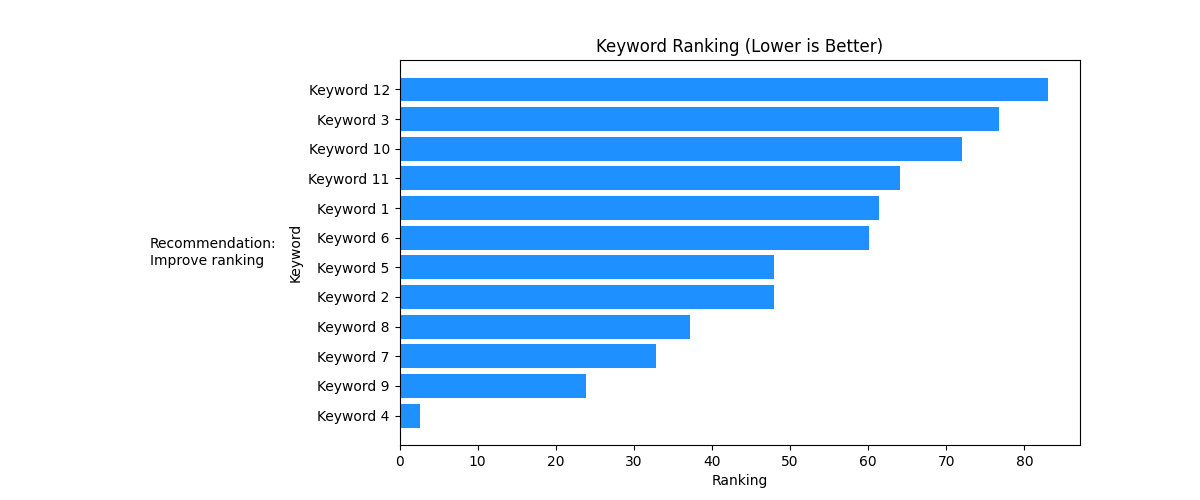 Keyword Ranking (Lower is Better)
Recommendation:
Improve ranking
Keyword
Keyword 12
Keyword 3
Keyword 10
Keyword 11
Keyword 1
Keyword 6
Keyword 5
Keyword 2
Keyword 8
Keyword 7
Keyword 9
Keyword 4
0 10 20 30 40 50 60 70 80
Ranking